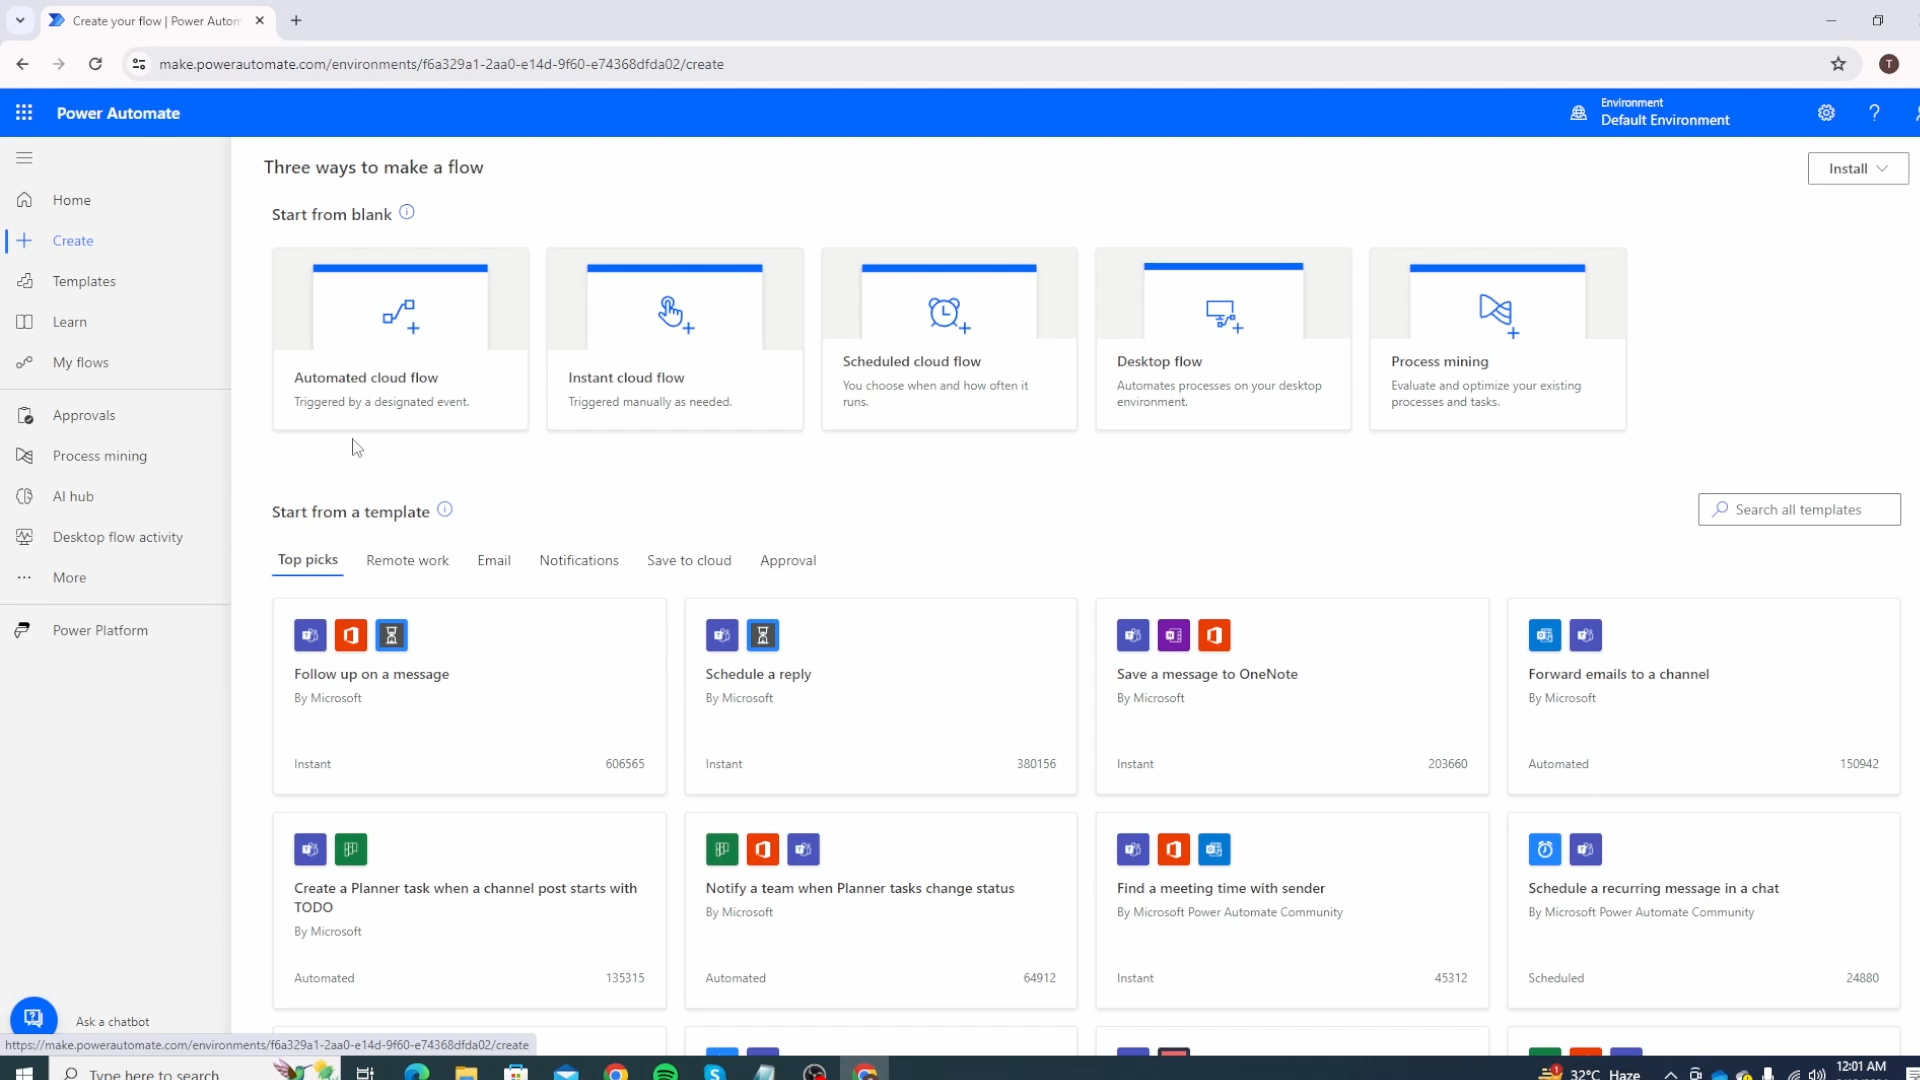 Create your flow | Power Autom
make.powerautomate.com/environments/f6a329a1-2aa0-e14d-9f60-e74368dfda02/create
Power Automate
Environment
Default Environment
Three ways to make a flow
Install
Home
Create
Templates
Learn
My flows
Approvals
Process mining
AI hub
Desktop flow activity
More
Power Platform
Ask a chatbot
Start from blank
Automated cloud flow
Triggered by a designated event.
Instant cloud flow
Triggered manually as needed.
Scheduled cloud flow
You choose when and how often it
runs.
Desktop flow
Automates processes on your desktop
environment.
Process mining
Evaluate and optimize your existing
processes and tasks.
Start from a template
Search all templates
Top picks
Remote work
Email
Notifications
Save to cloud
Approval
Follow up on a message
By Microsoft
Instant
606565
Schedule a reply
By Microsoft
Instant
380156
Save a message to OneNote
By Microsoft
Instant
203660
Forward emails to a channel
By Microsoft
Automated
150942
Create a Planner task when a channel post starts with
TODO
By Microsoft
Automated
135315
Notify a team when Planner tasks change status
By Microsoft
Automated
64912
Find a meeting time with sender
By Microsoft Power Automate Community
Instant
45312
Schedule a recurring message in a chat
By Microsoft Power Automate Community
Scheduled
24880
https://make.powerautomate.com/environments/f6a329a1-2aa0-e14d-9f60-e74368dfda02/create
Type here to search
32°C Haze
12:01 AM